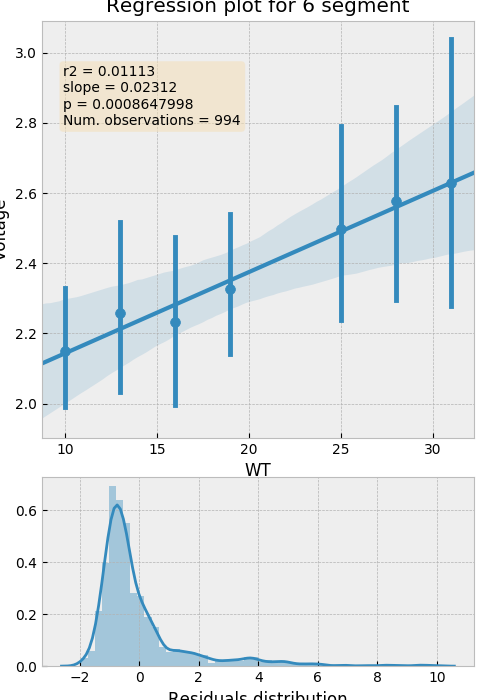 Regression plot for 6 segment
3.0
2.8
2.6
2.4
2.2
2.0
r2 = 0.01113
slope = 0.02312
p = 0.0008647998
Num. observations = 994
Voltage
10 15 20 25 30
WT
0.6
0.4
0.2
0.0
−2 0 2 4 6 8 10
Residuals distribution